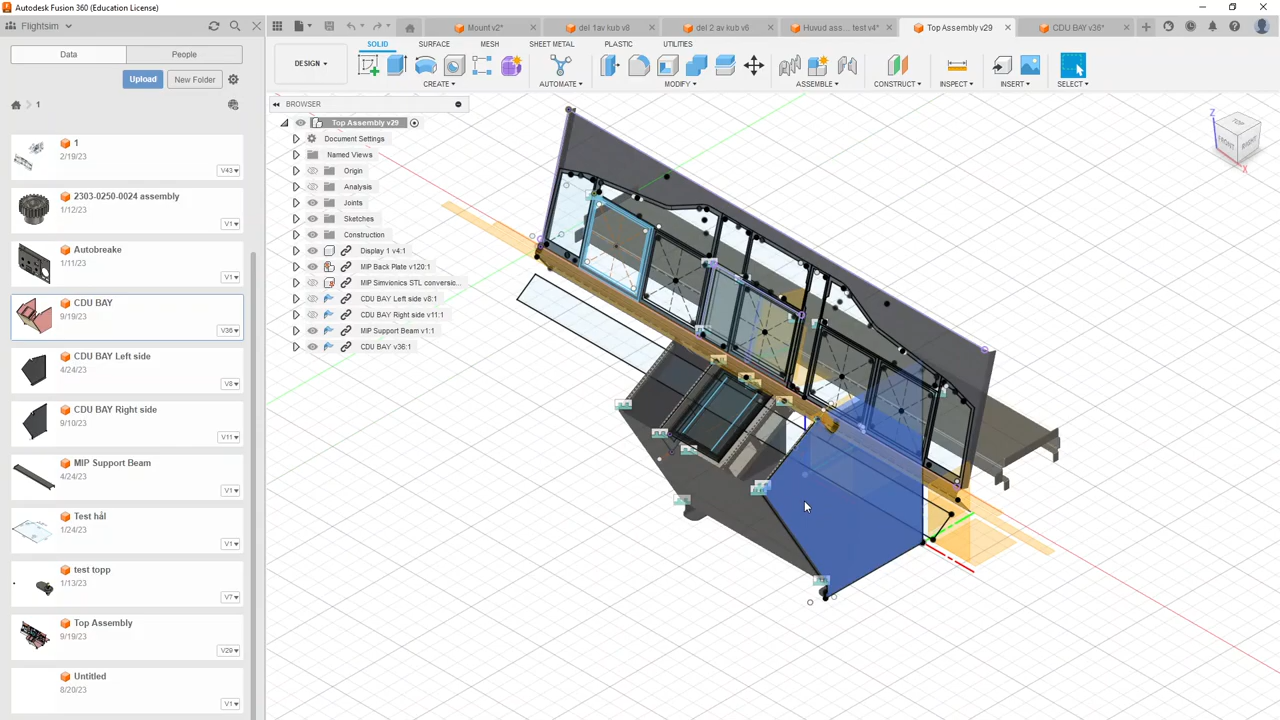 Autodesk Fusion 360 (Education License)
Flightsim
Mount v2*
del 1av kub v8
del 2 av kub v6
Huvud ass... test v4*
Top Assembly v29
CDU BAY v36*
Data
People
Upload
New Folder
1
DESIGN
SOLID
SURFACE
MESH
SHEET METAL
PLASTIC
UTILITIES
CREATE
AUTOMATE
MODIFY
ASSEMBLE
CONSTRUCT
INSPECT
INSERT
SELECT
BROWSER
Top Assembly v29
Document Settings
Named Views
Origin
Analysis
Joints
Sketches
Construction
Display 1 v4:1
MIP Back Plate v120:1
MIP Simvionics STL conversio...
CDU BAY Left side v8:1
CDU BAY Right side v11:1
MIP Support Beam v1:1
CDU BAY v36:1
1
2/19/23
V43
2303-0250-0024 assembly
1/12/23
V1
Autobreake
1/11/23
V1
CDU BAY
9/19/23
V36
CDU BAY Left side
4/24/23
V8
CDU BAY Right side
9/10/23
V11
MIP Support Beam
4/24/23
V1
Test hål
1/24/23
V1
test topp
1/13/23
V7
Top Assembly
9/19/23
V29
Untitled
8/20/23
V1
Z
TOP
FRONT
RIGHT
X